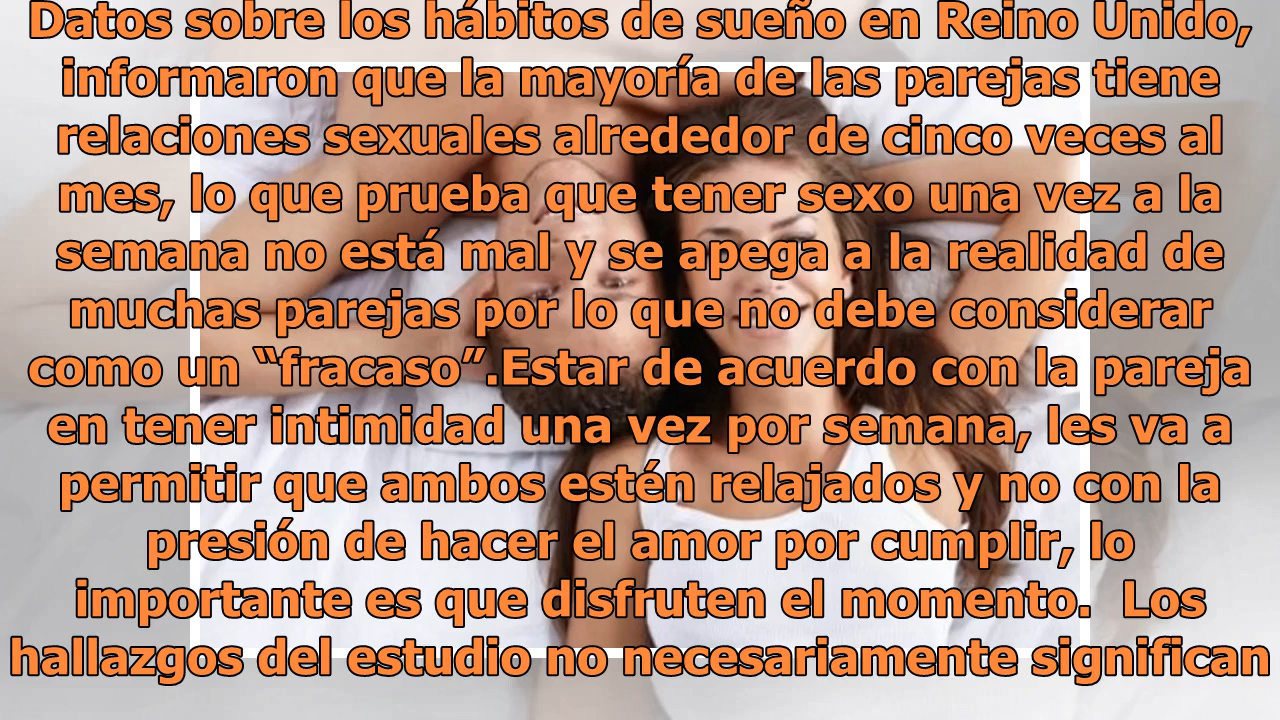 Datos sobre los hábitos de sueño en Reino Unido,
informaron que la mayoría de las parejas tiene
relaciones sexuales alrededor de cinco veces al
mes, lo que prueba que tener sexo una vez a la
semana no está mal y se apega a la realidad de
muchas parejas por lo que no debe considerar
como un “fracaso”.Estar de acuerdo con la pareja
en tener intimidad una vez por semana, les va a
permitir que ambos estén relajados y no con la
presión de hacer el amor por cumplir, lo
importante es que disfruten el momento.  Los
hallazgos del estudio no necesariamente significan